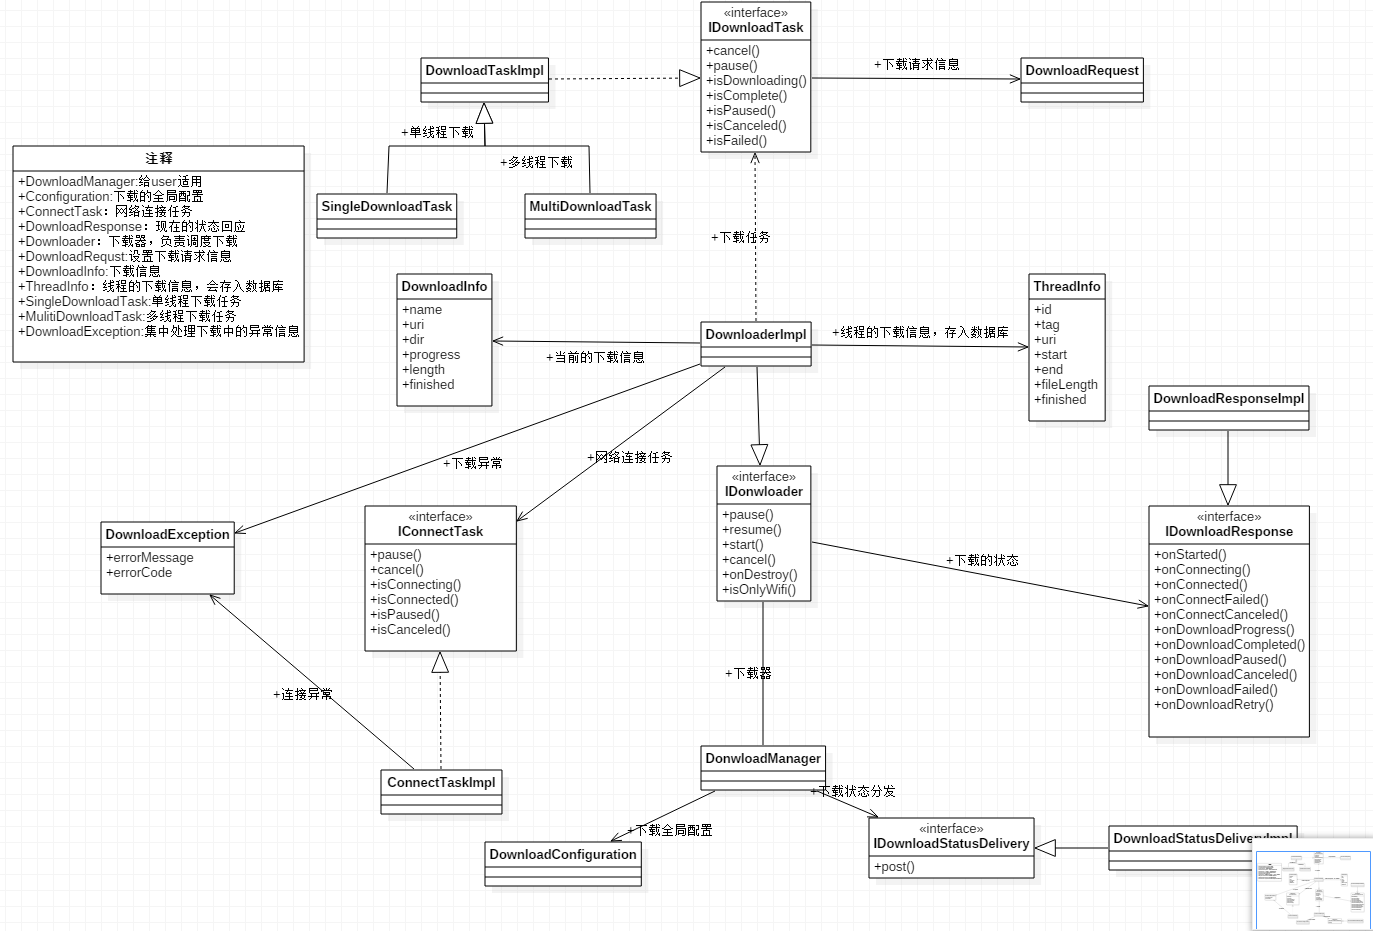 «interface»
IDownloadTask
+cancel()
+pause()
+isDownloading()
+isComplete()
+isPaused()
+isCanceled()
+isFailed()
DownloadTaskImpl
+下载请求信息
DownloadRequest
+单线程下载
+多线程下载
注释
+DownloadManager:给user适用
+Cconfiguration:下载的全局配置
+ConnectTask：网络连接任务
+DownloadResponse：现在的状态回应
+Downloader：下载器，负责调度下载
+DownloadRequst:设置下载请求信息
+DownloadInfo:下载信息
+ThreadInfo：线程的下载信息，会存入数据库
+SingleDownloadTask:单线程下载任务
+MulitiDownloadTask:多线程下载任务
+DownloadException:集中处理下载中的异常信息
SingleDownloadTask
MultiDownloadTask
+下载任务
DownloadInfo
+name
+uri
+dir
+progress
+length
+finished
DownloaderImpl
+当前的下载信息
+线程的下载信息，存入数据库
ThreadInfo
+id
+tag
+uri
+start
+end
+fileLength
+finished
DownloadResponseImpl
+下载异常
+网络连接任务
«interface»
IDonwloader
+pause()
+resume()
+start()
+cancel()
+onDestroy()
+isOnlyWifi()
+下载的状态
«interface»
IDownloadResponse
+onStarted()
+onConnecting()
+onConnected()
+onConnectFailed()
+onConnectCanceled()
+onDownloadProgress()
+onDownloadCompleted()
+onDownloadPaused()
+onDownloadCanceled()
+onDownloadFailed()
+onDownloadRetry()
DownloadException
+errorMessage
+errorCode
«interface»
IConnectTask
+pause()
+cancel()
+isConnecting()
+isConnected()
+isPaused()
+isCanceled()
+连接异常
+下载器
ConnectTaskImpl
DonwloadManager
+下载状态分发
+下载全局配置
DownloadConfiguration
«interface»
IDownloadStatusDelivery
+post()
DownloadStatusDeliveryImpl